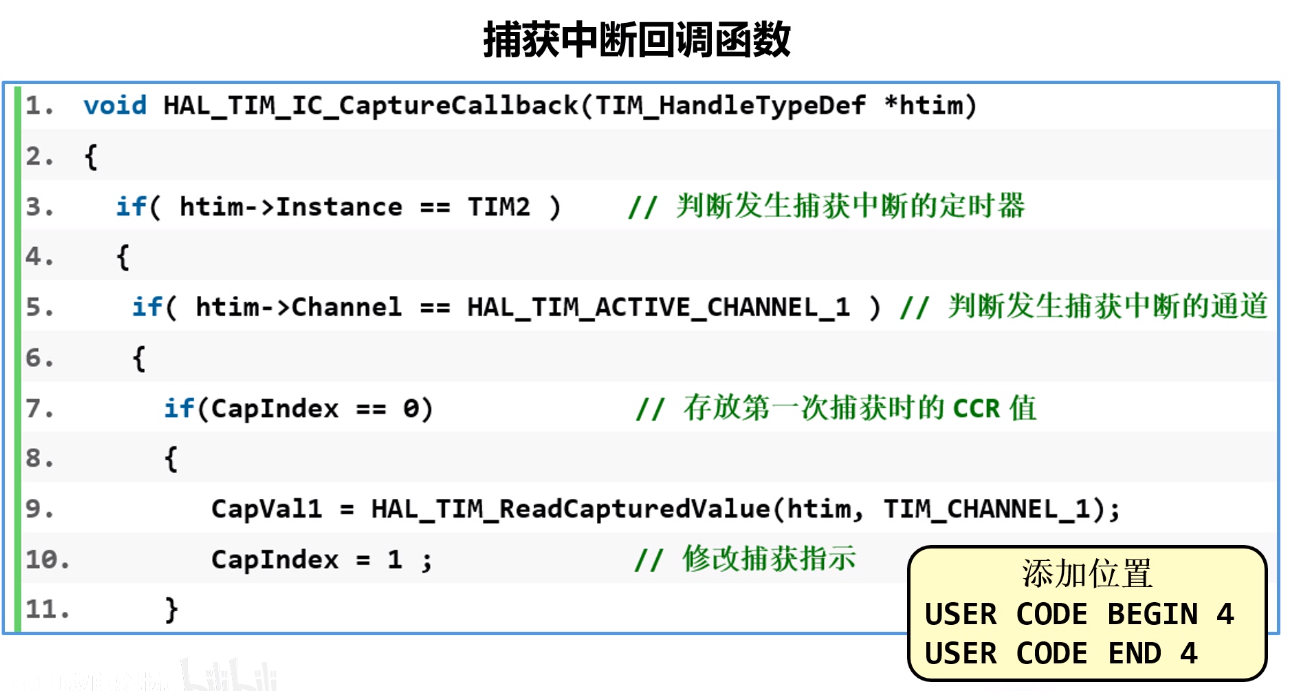 捕获中断回调函数
1. void HAL_TIM_IC_CaptureCallback(TIM_HandleTypeDef *htim)
2. {
3. if( htim->Instance == TIM2 ) // 判断发生捕获中断的定时器
4. {
5. if( htim->Channel == HAL_TIM_ACTIVE_CHANNEL_1 ) // 判断发生捕获中断的通道
6. {
7. if(CapIndex == 0) // 存放第一次捕获时的 CCR 值
8. {
9. CapVal1 = HAL_TIM_ReadCapturedValue(htim, TIM_CHANNEL_1);
10. CapIndex = 1 ; // 修改捕获指示
11. }
添加位置
USER CODE BEGIN 4
USER CODE END 4
bilibili